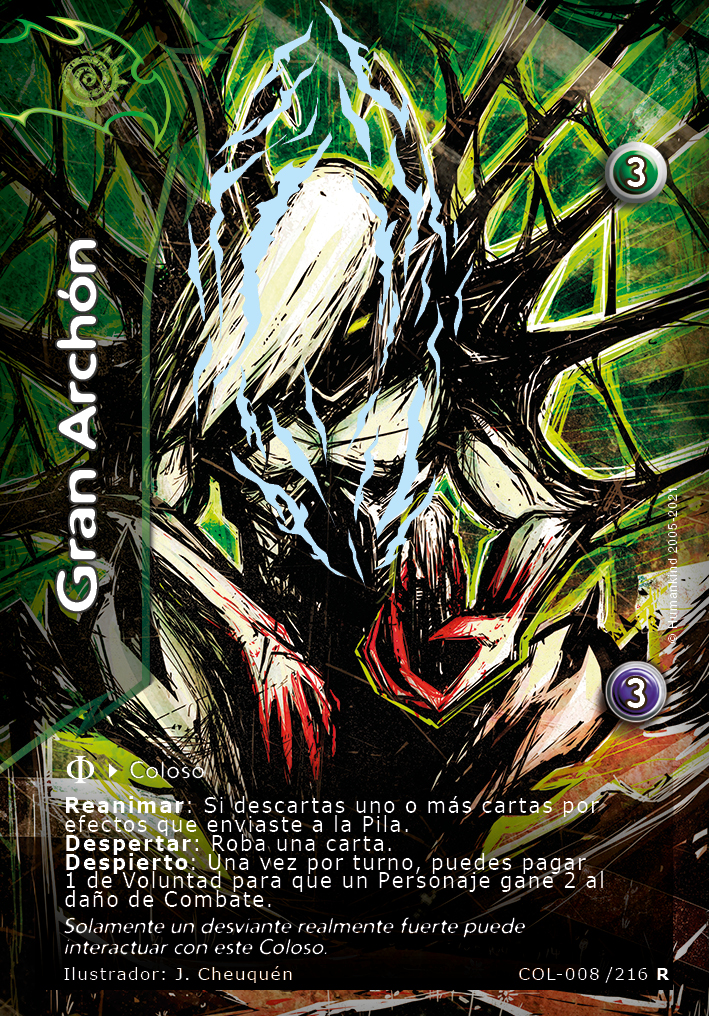 3
Gran Archón
© Humankind 2005-2021
3
Φ ▸ Coloso
Reanimar: Si descartas uno o más cartas por
efectos que enviaste a la Pila.
Despertar: Roba una carta.
Despierto: Una vez por turno, puedes pagar
1 de Voluntad para que un Personaje gane 2 al
daño de Combate.
Solamente un desviante realmente fuerte puede
interactuar con este Coloso.
Ilustrador: J. Cheuquén
COL-008 /216 R